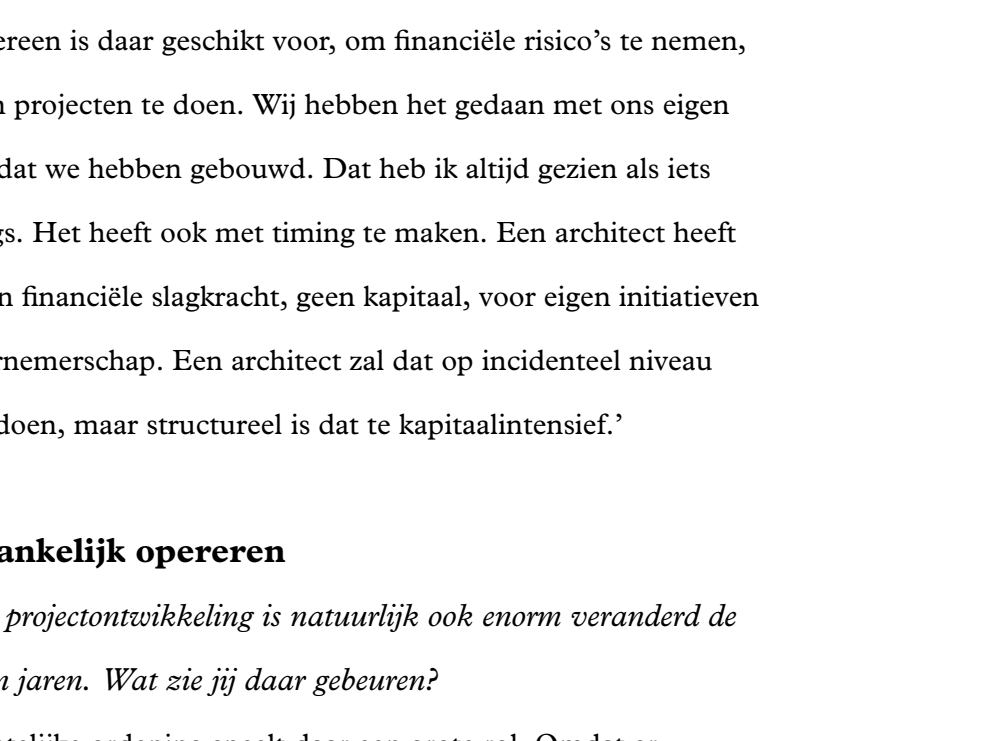 ereen is daar geschikt voor, om financiële risico’s te nemen,
n projecten te doen. Wij hebben het gedaan met ons eigen
dat we hebben gebouwd. Dat heb ik altijd gezien als iets
gs. Het heeft ook met timing te maken. Een architect heeft
n financiële slagkracht, geen kapitaal, voor eigen initiatieven
rnemerschap. Een architect zal dat op incidenteel niveau
doen, maar structureel is dat te kapitaalintensief.’
ankelijk opereren
projectontwikkeling is natuurlijk ook enorm veranderd de
n jaren. Wat zie jij daar gebeuren?